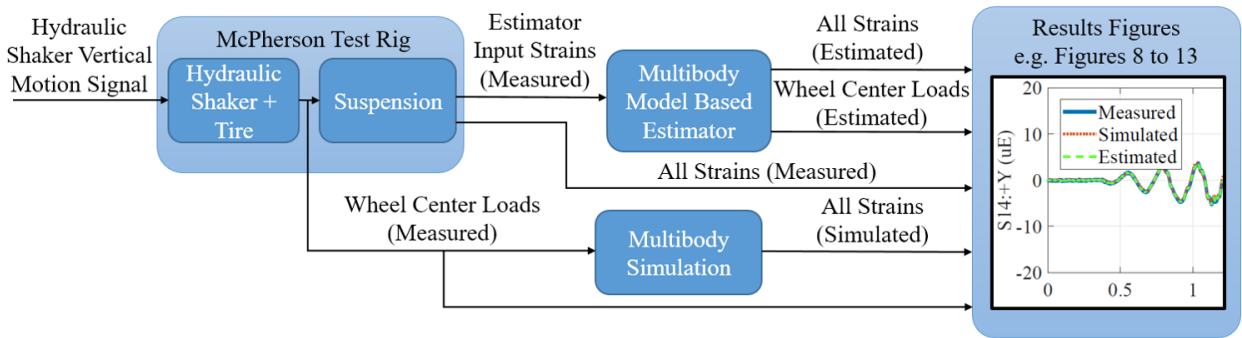 Hydraulic
Shaker Vertical
Motion Signal
McPherson Test Rig
Hydraulic
Shaker +
Tire
Suspension
Estimator
Input Strains
(Measured)
Multibody
Model Based
Estimator
All Strains
(Estimated)
Wheel Center Loads
(Estimated)
All Strains (Measured)
Wheel Center Loads
(Measured)
Multibody
Simulation
All Strains
(Simulated)
Results Figures
e.g. Figures 8 to 13
S14:+Y (uE)
20
10
0
-10
-20
Measured
Simulated
Estimated
0
0.5
1